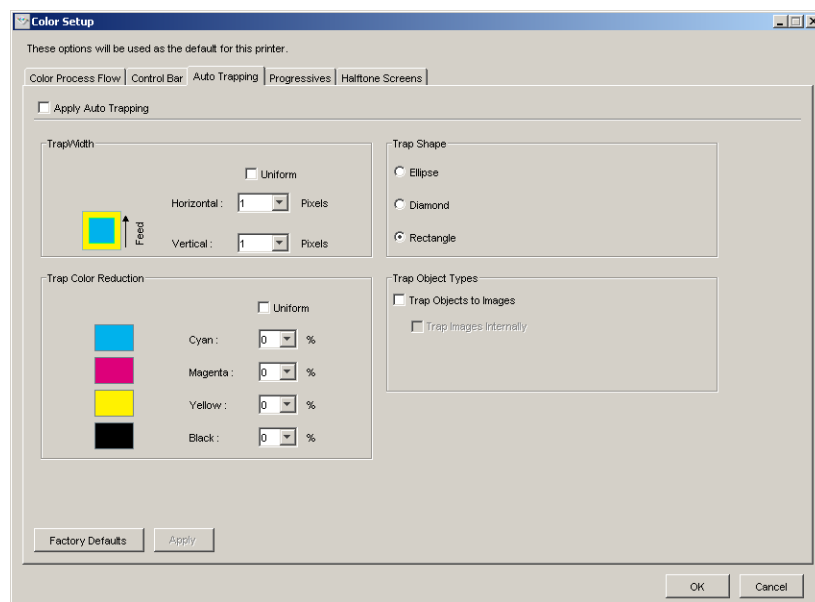 Color Setup
These options will be used as the default for this printer.
Color Process Flow Control Bar Auto Trapping Progressives Halftone Screens
Apply Auto Trapping
TrapWidth
Uniform
Horizontal : 1 Pixels
Feed
Vertical : 1 Pixels
Trap Shape
Ellipse
Diamond
Rectangle
Trap Color Reduction
Uniform
Cyan : 0 %
Magenta : 0 %
Yellow : 0 %
Black : 0 %
Trap Object Types
Trap Objects to Images
Trap Images Internally
Factory Defaults Apply
OK Cancel